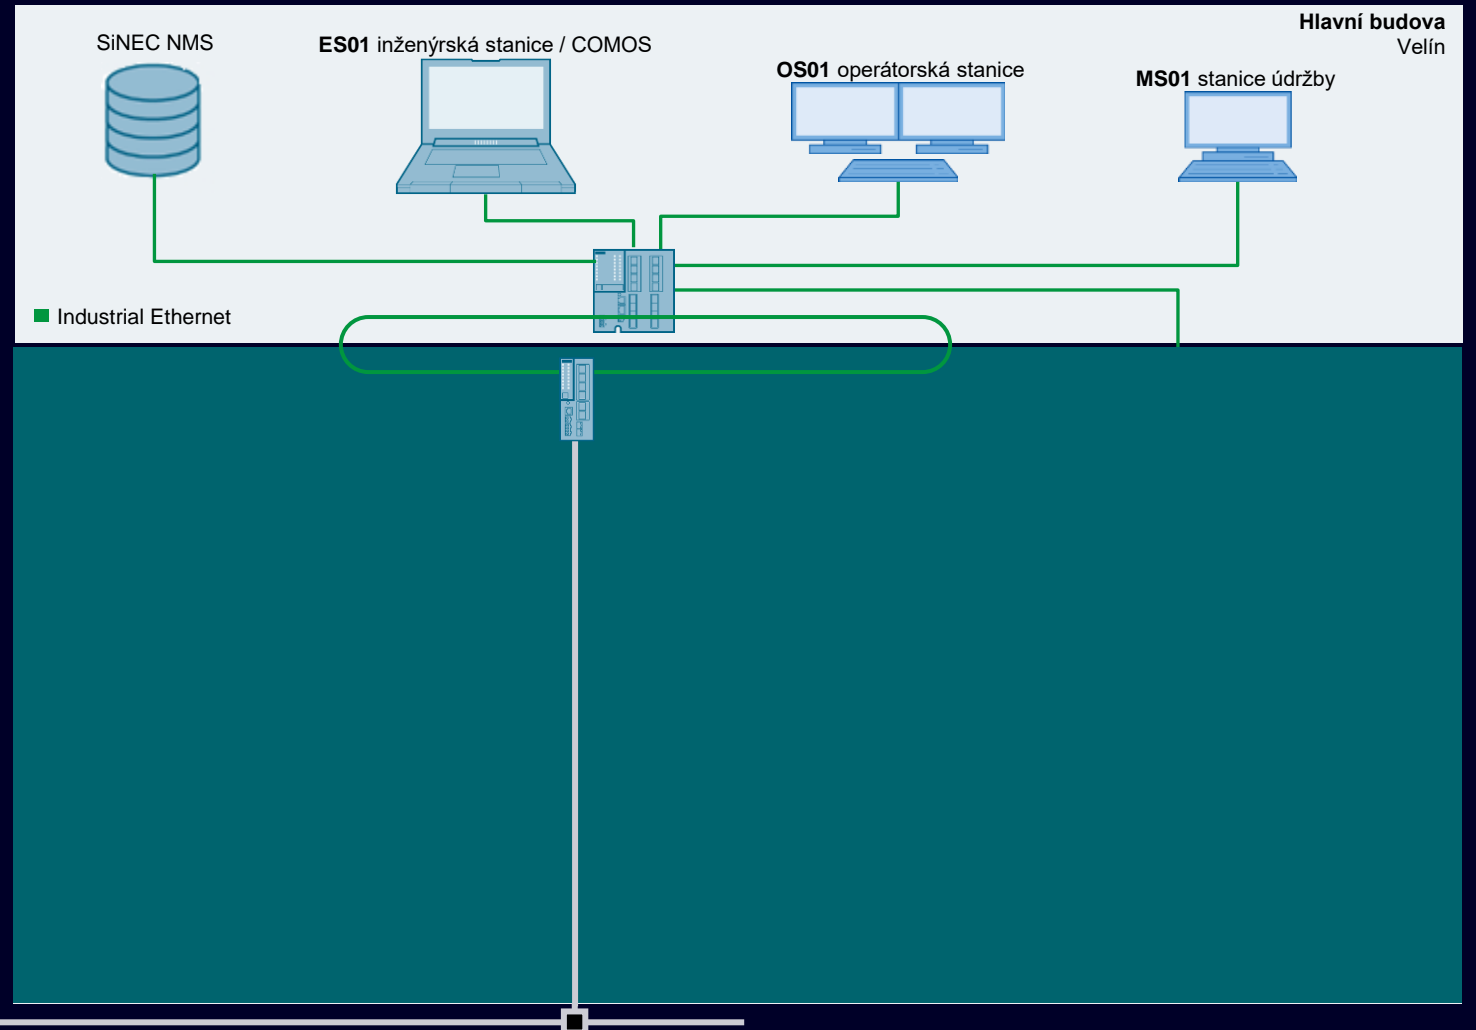 Hlavní budova
Velín
SiNEC NMS
ES01 inženýrská stanice / COMOS
OS01 operátorská stanice
MS01 stanice údržby
Industrial Ethernet